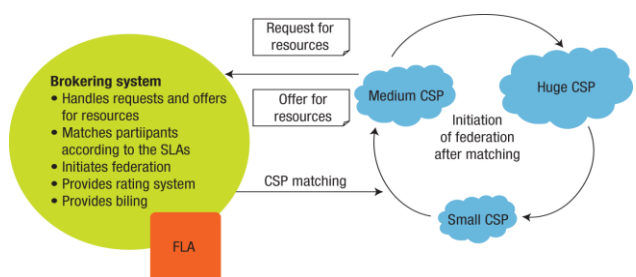 Request for
resources
Brokering system
• Handles requests and offers
for resources
• Matches partiipants
according to the SLAs
• Initiates federation
• Provides rating system
• Provides biling
FLA
Offer for
resources
CSP matching
Medium CSP
Huge CSP
Initiation
of federation
after matching
Small CSP